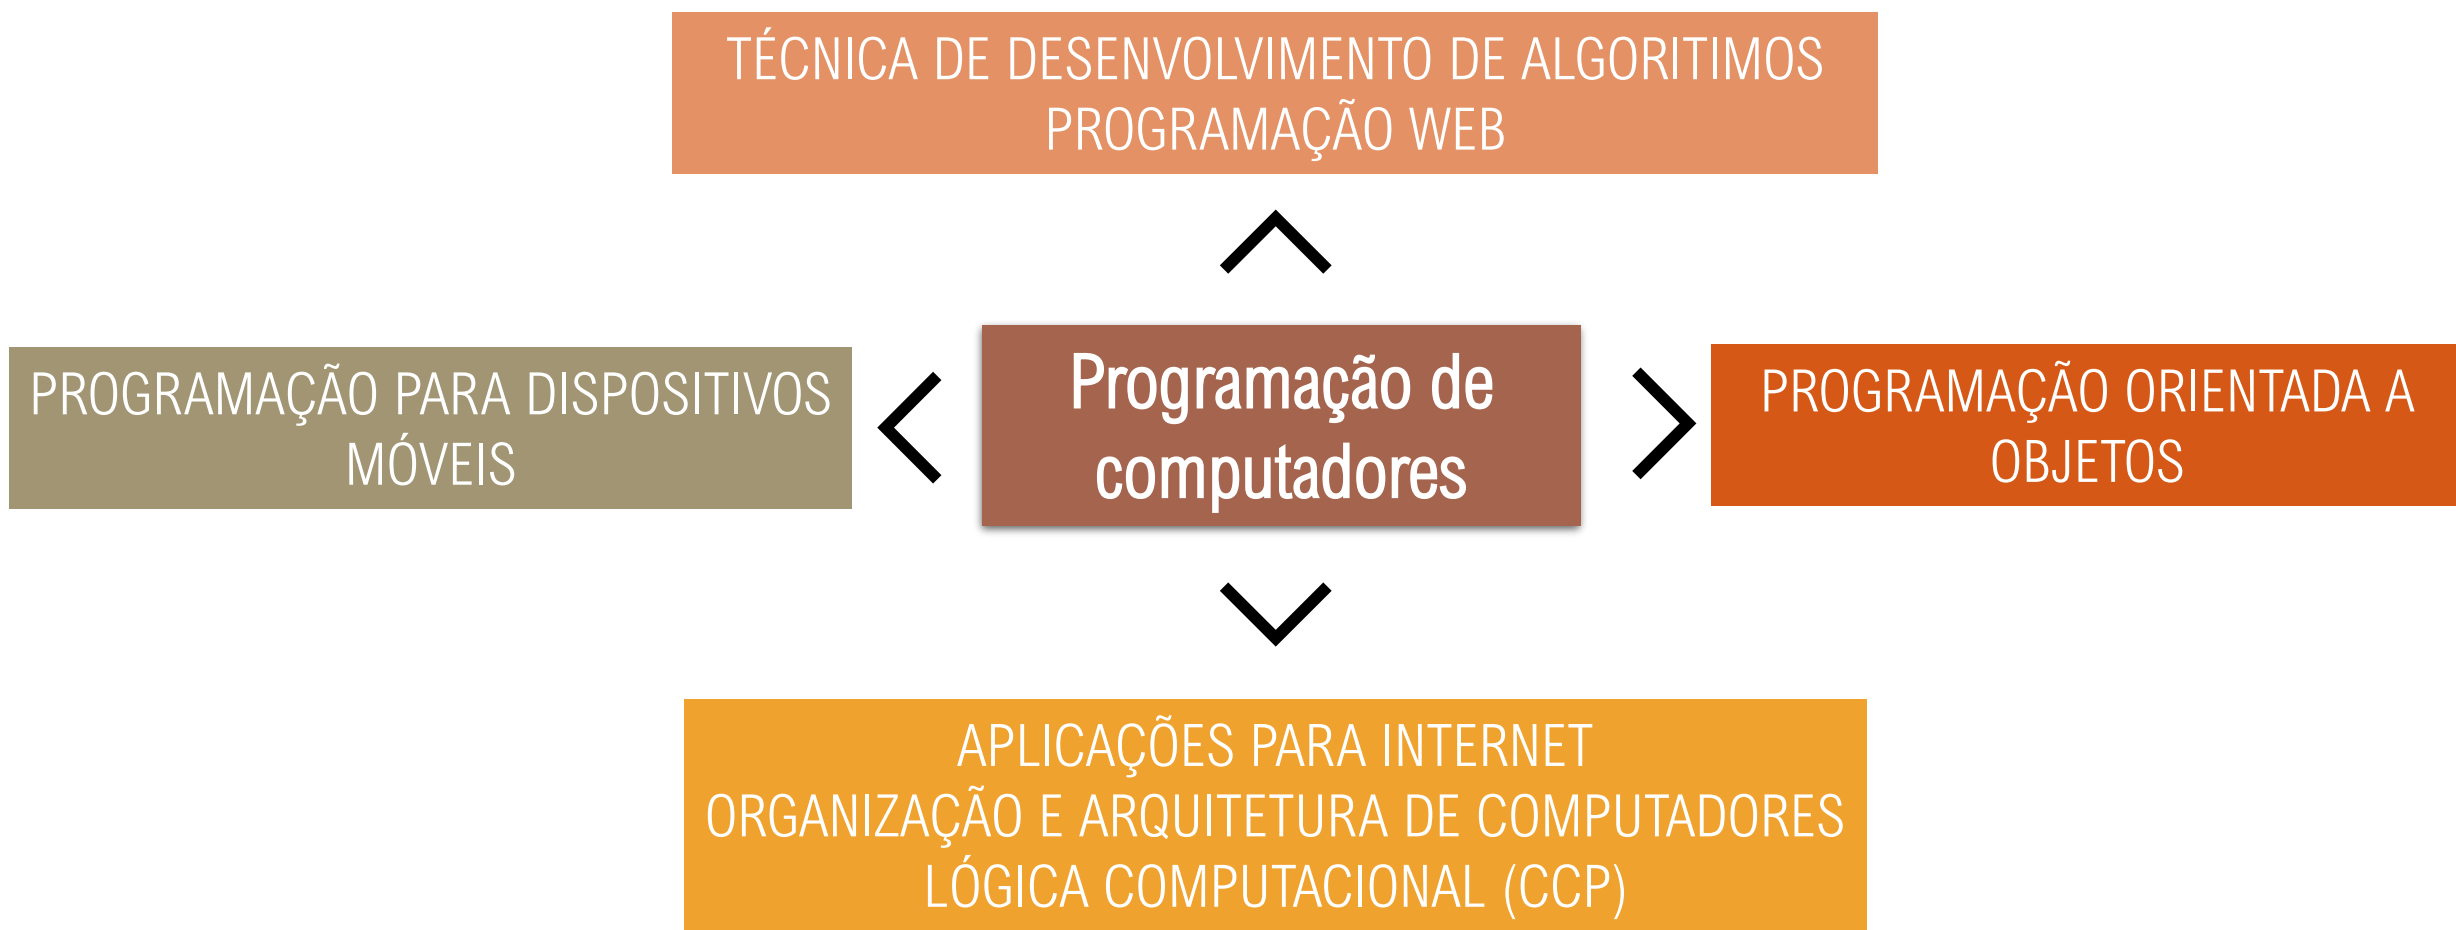 TÉCNICA DE DESENVOLVIMENTO DE ALGORITIMOS
PROGRAMAÇÃO WEB
PROGRAMAÇÃO PARA DISPOSITIVOS
MÓVEIS
Programação de
computadores
PROGRAMAÇÃO ORIENTADA A
OBJETOS
APLICAÇÕES PARA INTERNET
ORGANIZAÇÃO E ARQUITETURA DE COMPUTADORES
LÓGICA COMPUTACIONAL (CCP)